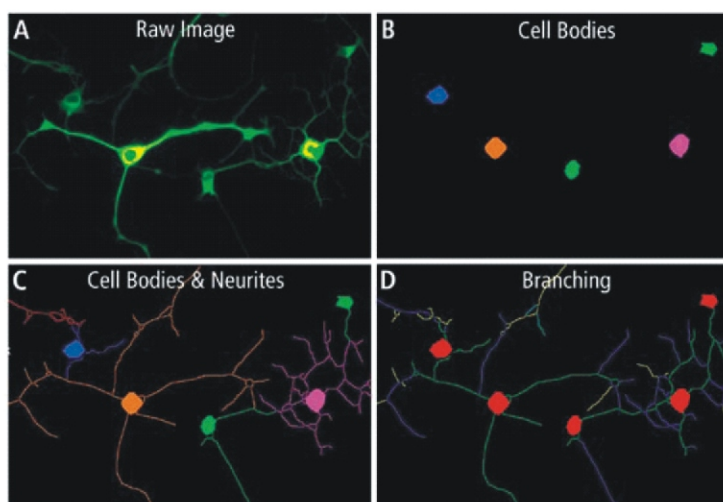 A Raw Image
B Cell Bodies
C Cell Bodies & Neurites
D Branching